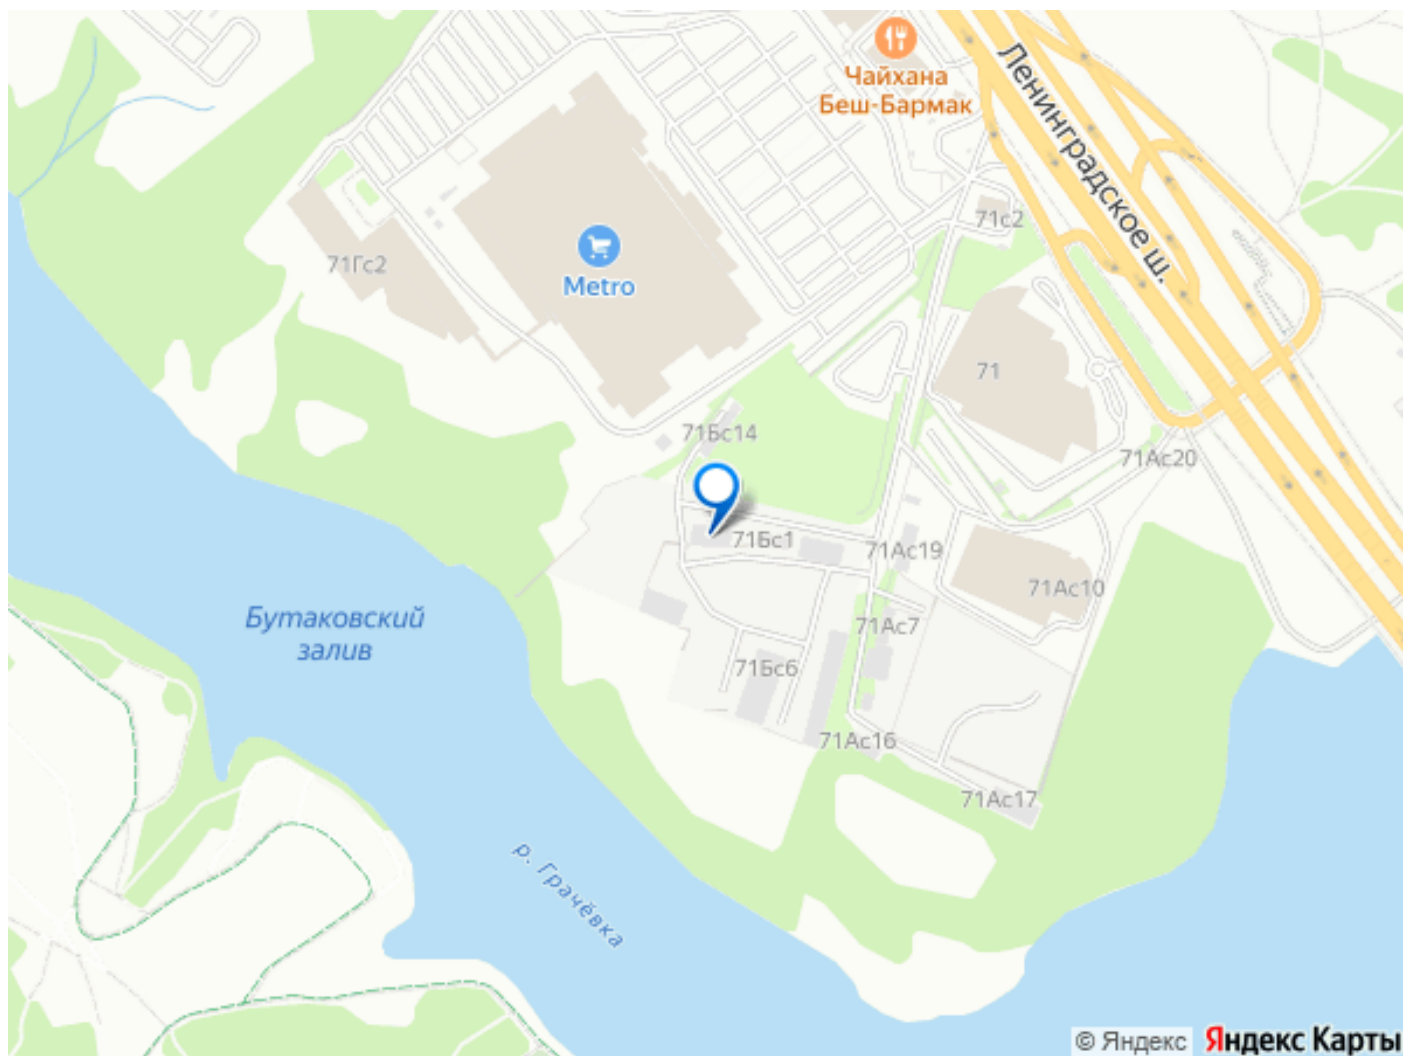 Чайхана
Беш-Бармак
Ленинградское ш.
71с2
71Гс2
Metro
71
71Бс14
71Ас20
71Бс1
71Ас19
71Ас10
Бутаковский
залив
71Ас7
71Бс6
71Ас16
71Ас17
р. Грачёвка
© Яндекс Яндекс Карты